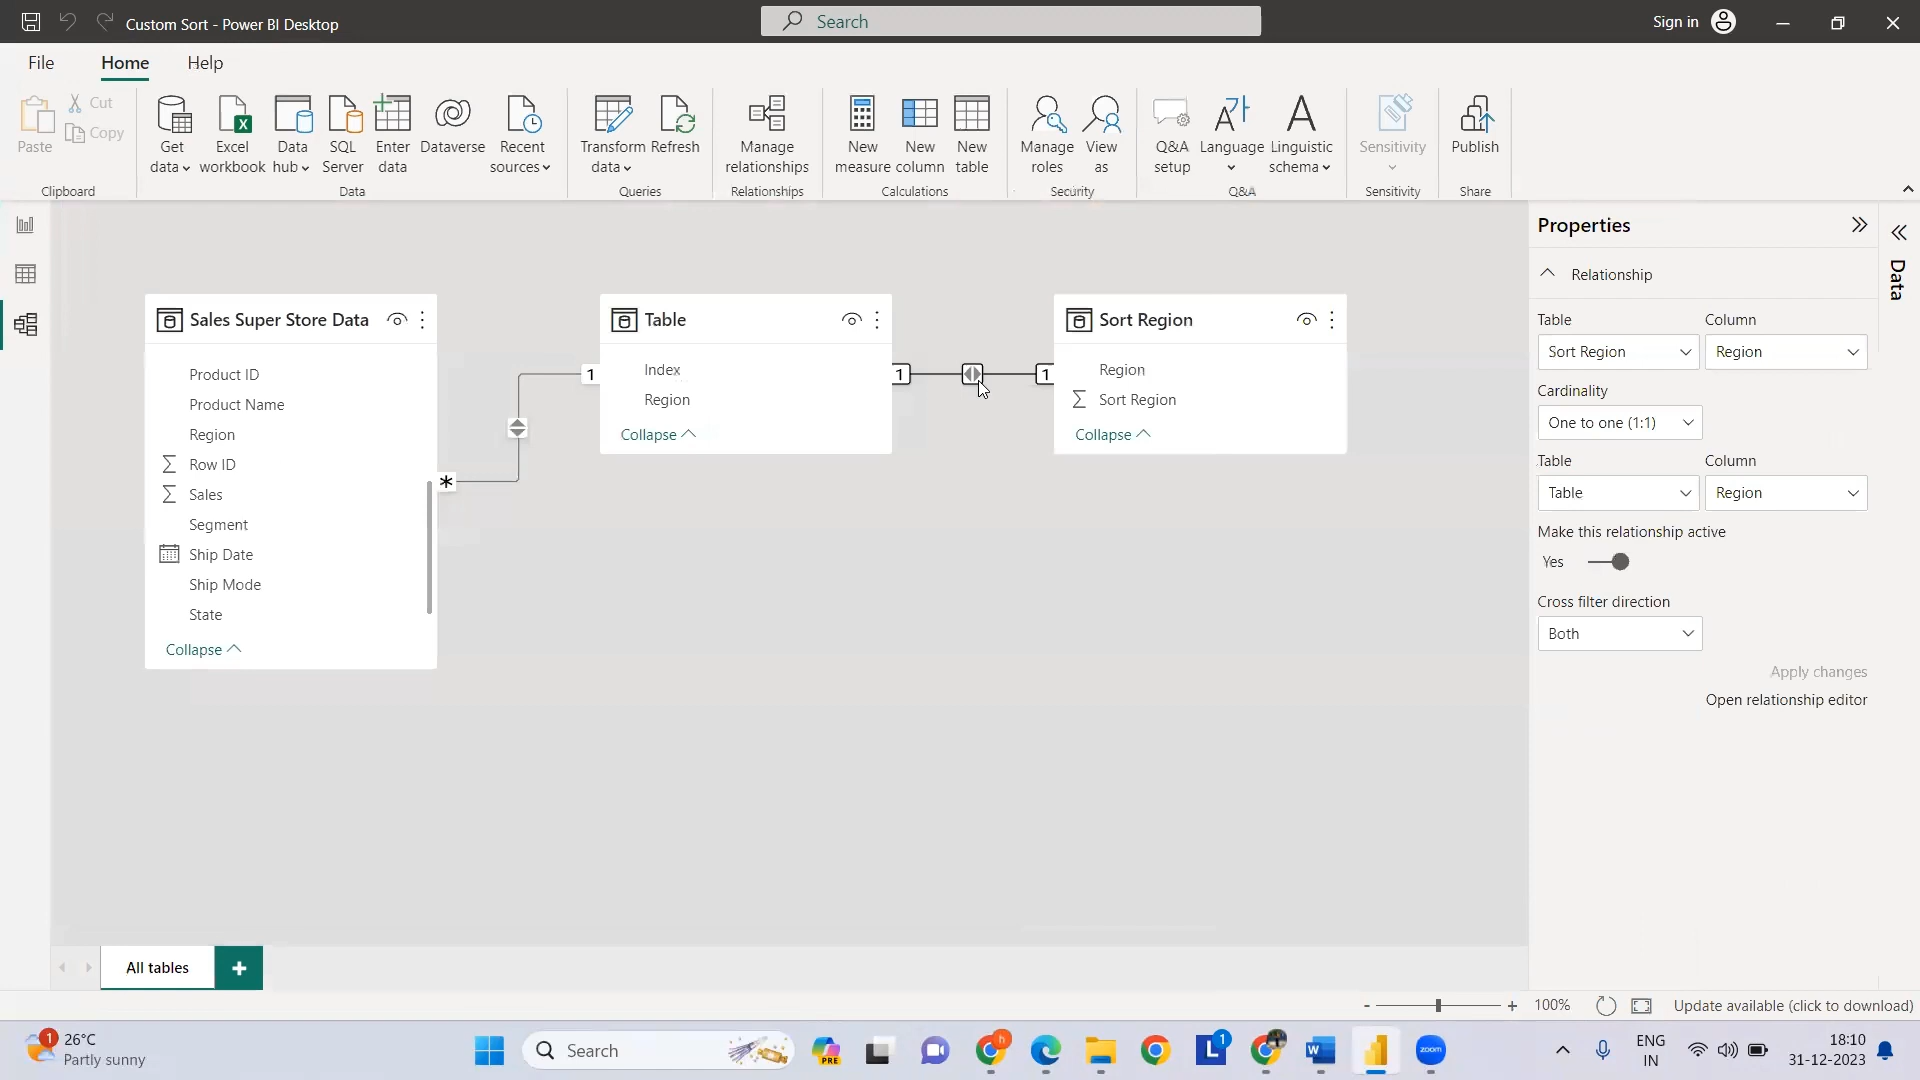 Custom Sort - Power BI Desktop
Search
Sign in
File
Home
Help
Paste
Cut
Copy
Clipboard
Get data
Excel workbook
Data hub
SQL Server
Enter data
Dataverse
Recent sources
Data
Transform data
Refresh
Queries
Manage relationships
Relationships
New measure
New column
New table
Calculations
Manage roles
View as
Security
Q&A setup
Language
Linguistic schema
Q&A
Sensitivity
Sensitivity
Publish
Share
Sales Super Store Data
Product ID
Product Name
Region
Row ID
Sales
Segment
Ship Date
Ship Mode
State
Collapse
*
1
Table
Index
Region
Collapse
1
1
Sort Region
Region
Sort Region
Collapse
Properties
Relationship
Table Column
Sort Region Region
Cardinality
One to one (1:1)
Table Column
Table Region
Make this relationship active
Yes
Cross filter direction
Both
Apply changes
Open relationship editor
Data
All tables
+
- + 100%
Update available (click to download)
1
26°C
Partly sunny
Search
PRE
h
L
1
W
zoom
ENG
IN
18:10
31-12-2023